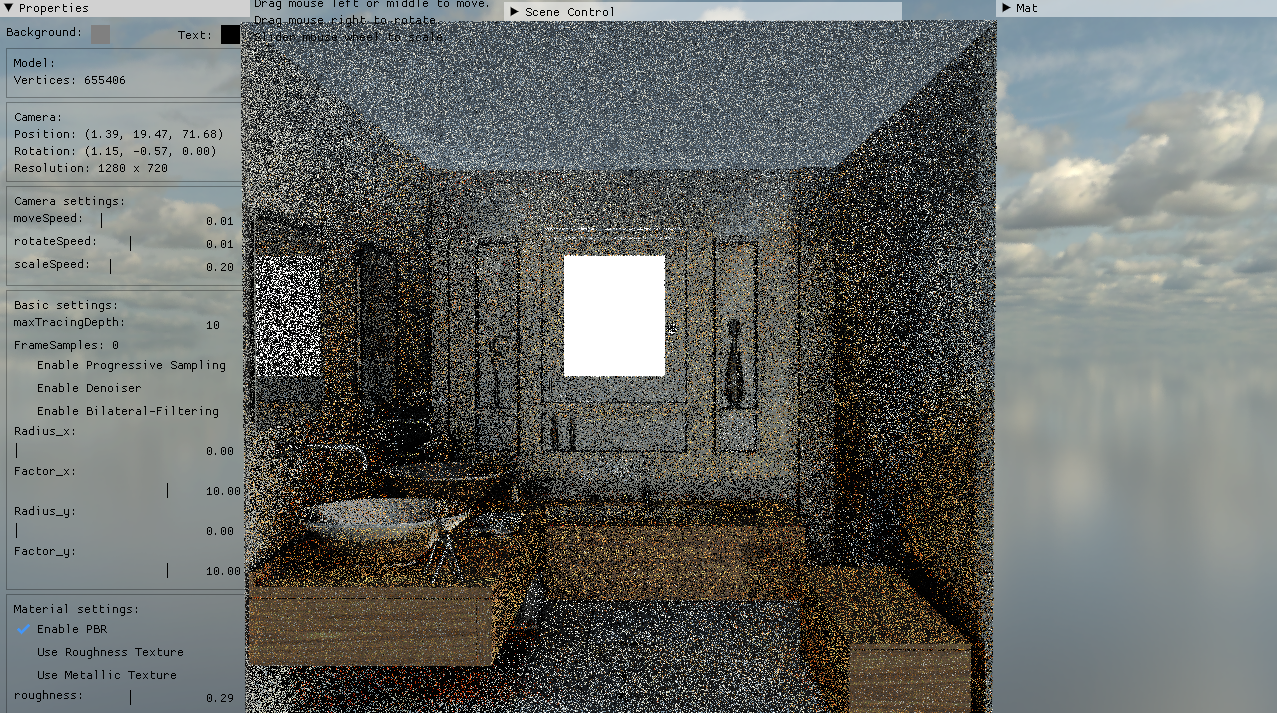 Properties
Background: Text:
Model:
Vertices: 655406
Camera:
Position: (1.39, 19.47, 71.68)
Rotation: (1.15, -0.57, 0.00)
Resolution: 1280 x 720
Camera settings:
moveSpeed: 0.01
rotateSpeed: 0.01
scaleSpeed: 0.20
Basic settings:
maxTracingDepth: 10
FrameSamples: 0
Enable Progressive Sampling
Enable Denoiser
Enable Bilateral-Filtering
Radius_x:
0.00
Factor_x:
10.00
Radius_y:
0.00
Factor_y:
10.00
Material settings:
Enable PBR
Use Roughness Texture
Use Metallic Texture
roughness: 0.29
Drag mouse left or middle to move.
Drag mouse right to rotate.
mouse wheel to scale.
Scene Control
Mat